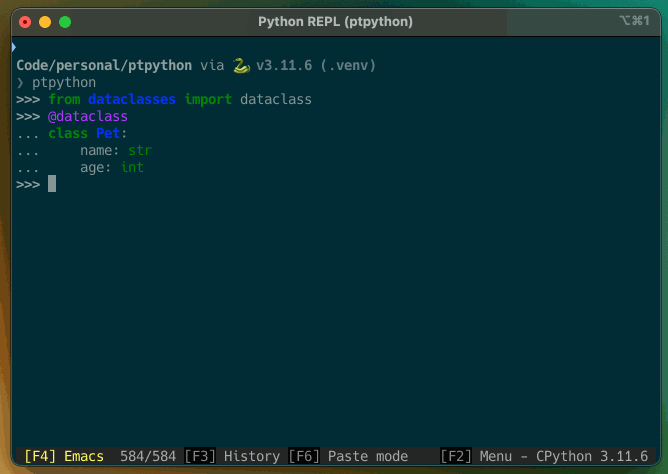 Python REPL (ptpython)
⌥⌘1
Code/personal/ptpython via 🐍 v3.11.6 (.venv)
❯ ptpython
>>> from dataclasses import dataclass
>>> @dataclass
... class Pet:
...     name: str
...     age: int
>>>
[F4] Emacs  584/584 [F3] History [F6] Paste mode    [F2] Menu - CPython 3.11.6